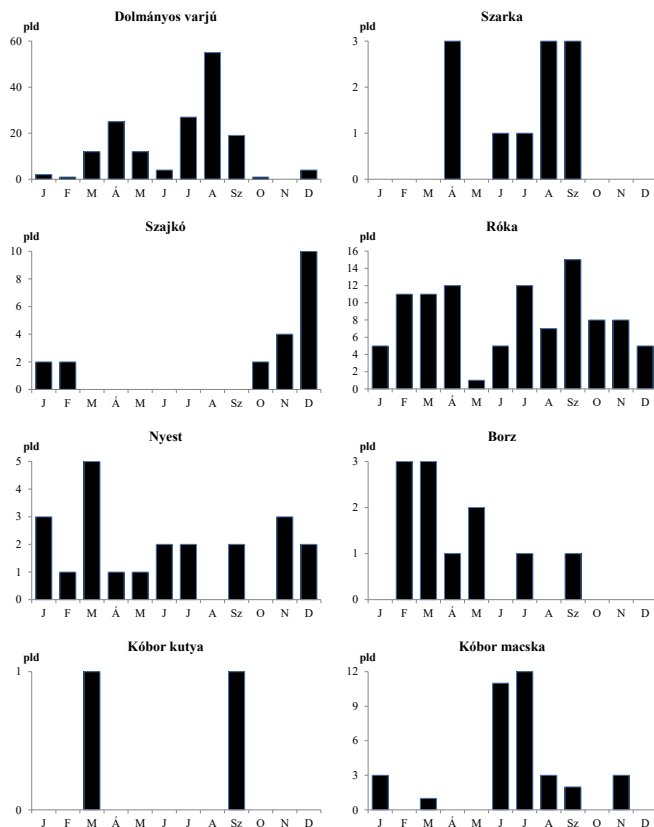 Dolmányos varjú
pld
60
40
20
0
J F M Á M J J A Sz O N D
Szarka
pld
3
2
1
0
J F M Á M J J A Sz O N D
Szajkó
pld
10
8
6
4
2
0
J F M Á M J J A Sz O N D
Róka
pld
16
14
12
10
8
6
4
2
0
J F M Á M J J A Sz O N D
Nyest
pld
5
4
3
2
1
0
J F M Á M J J A Sz O N D
Borz
pld
3
2
1
0
J F M Á M J J A Sz O N D
Kóbor kutya
pld
1
0
J F M Á M J J A Sz O N D
Kóbor macska
pld
12
9
6
3
0
J F M Á M J J A Sz O N D